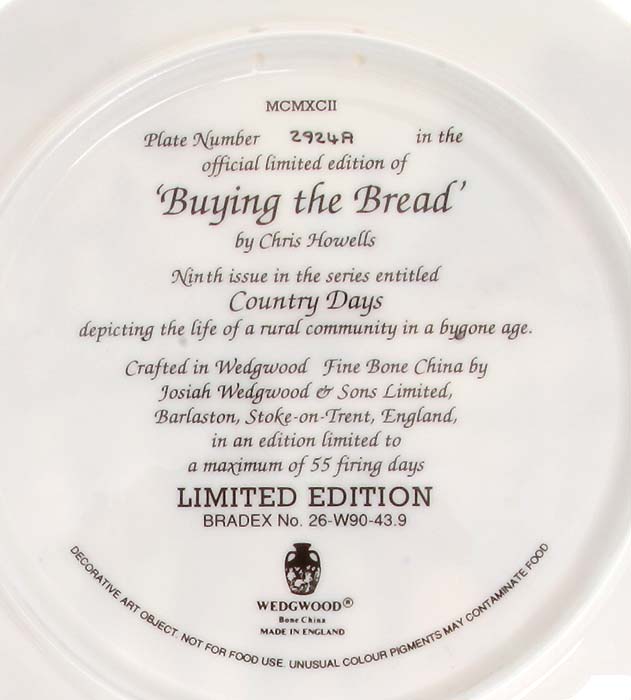 MCMXCII
Plate Number 2924A in the
official limited edition of
‘Buying the Bread’
by Chris Howells
Ninth issue in the series entitled
Country Days
depicting the life of a rural community in a bygone age.
Crafted in Wedgwood Fine Bone China by
Josiah Wedgwood & Sons Limited,
Barlaston, Stoke-on-Trent, England,
in an edition limited to
a maximum of 55 firing days
LIMITED EDITION
BRADEX No. 26-W90-43.9
WEDGWOOD®
Bone China
MADE IN ENGLAND
DECORATIVE ART OBJECT. NOT FOR FOOD USE. UNUSUAL COLOUR PIGMENTS MAY CONTAMINATE FOOD